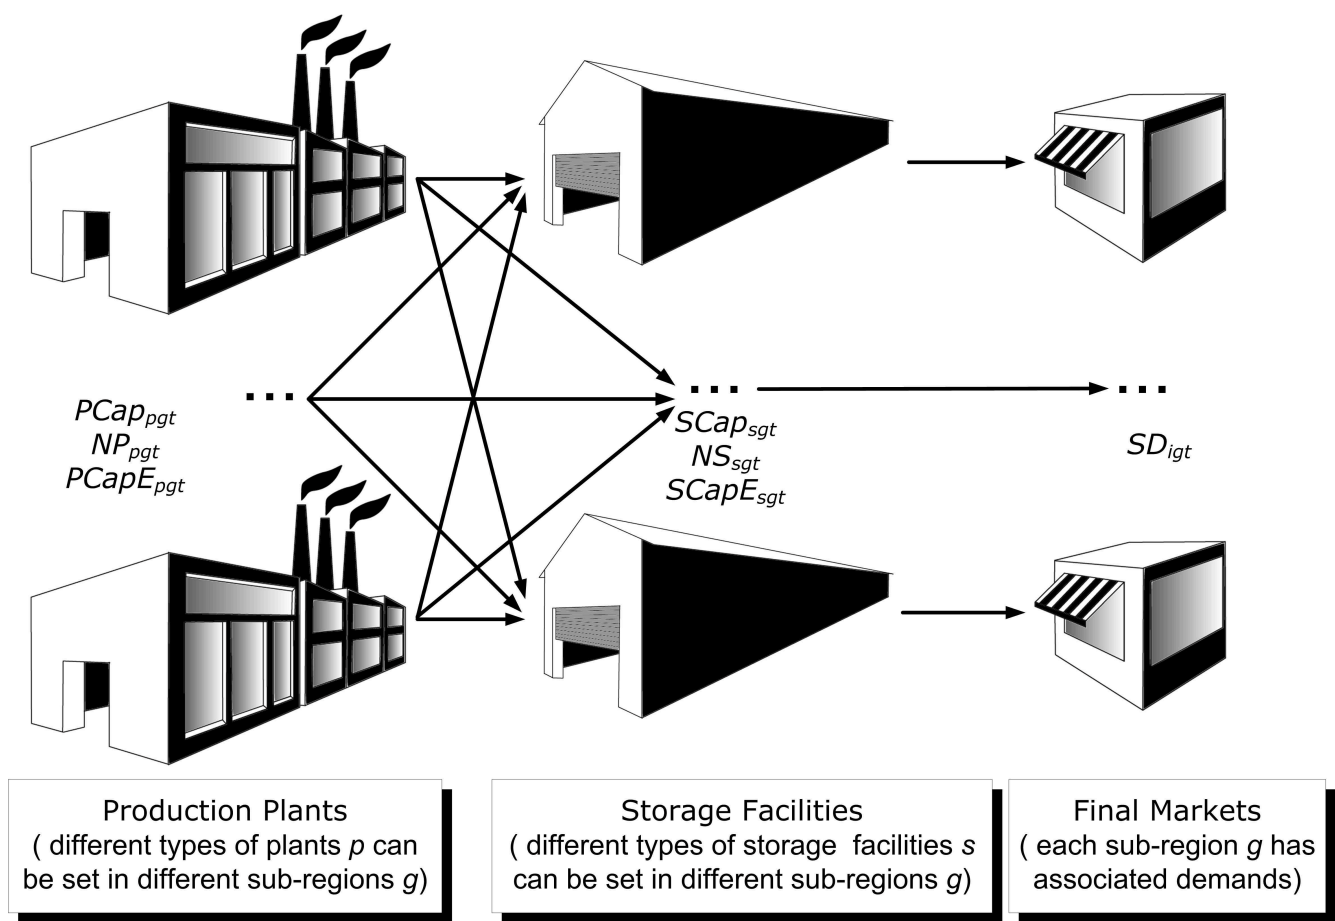 . . .
PCap_pgt
NP_pgt
PCapE_pgt
. . .
SCap_sgt
NS_sgt
SCapE_sgt
. . .
SD_igt
Production Plants
( different types of plants p can
be set in different sub-regions g)
Storage Facilities
( different types of storage facilities s
can be set in different sub-regions g)
Final Markets
( each sub-region g has
associated demands)